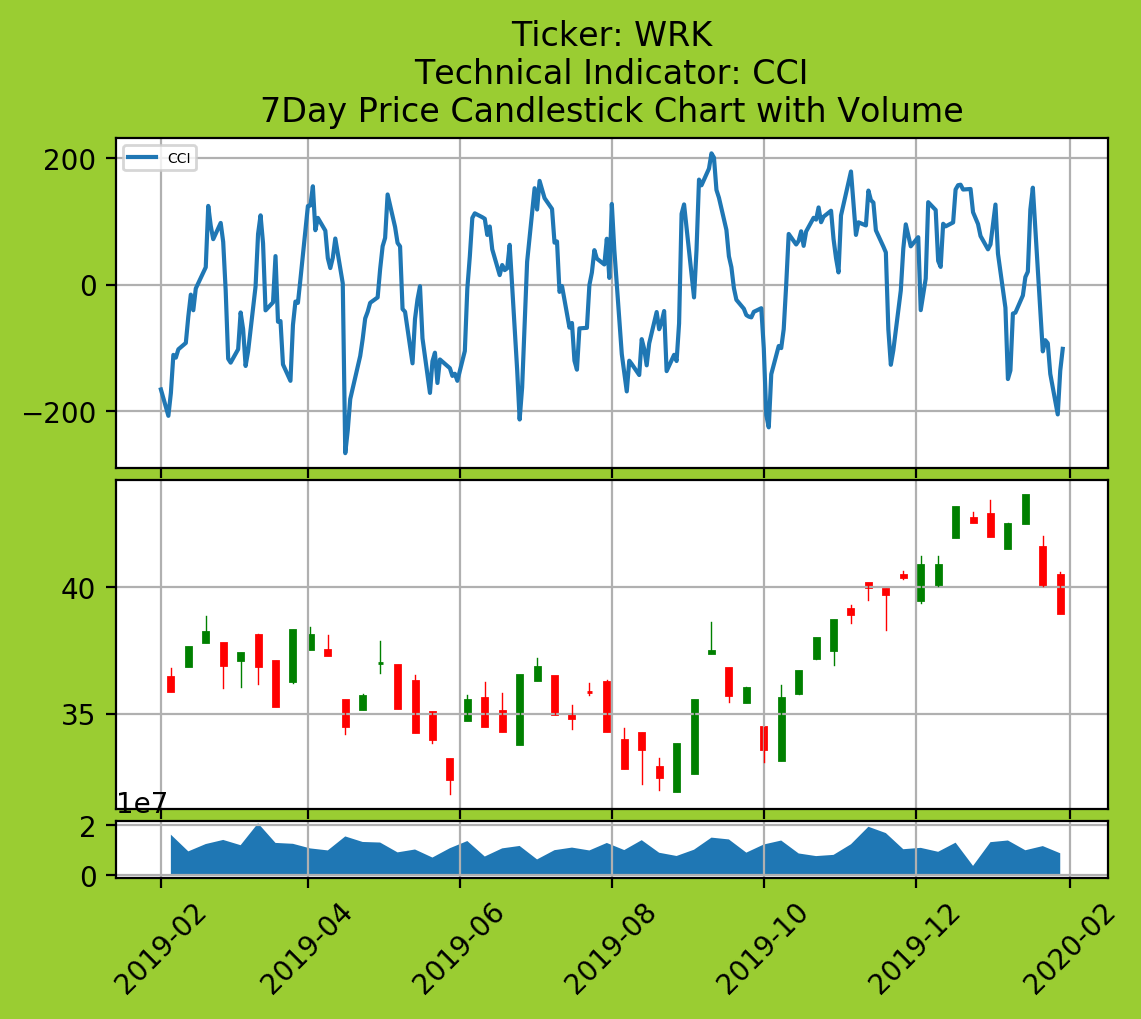 Ticker: WRK
Technical Indicator: CCI
7Day Price Candlestick Chart with Volume
CCI
200
0
−200
40
35
1e7
2
0
2019-02
2019-04
2019-06
2019-08
2019-10
2019-12
2020-02